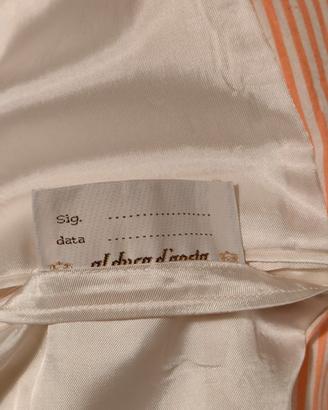 Sig. ....................
data ....................
al duca d'aosta